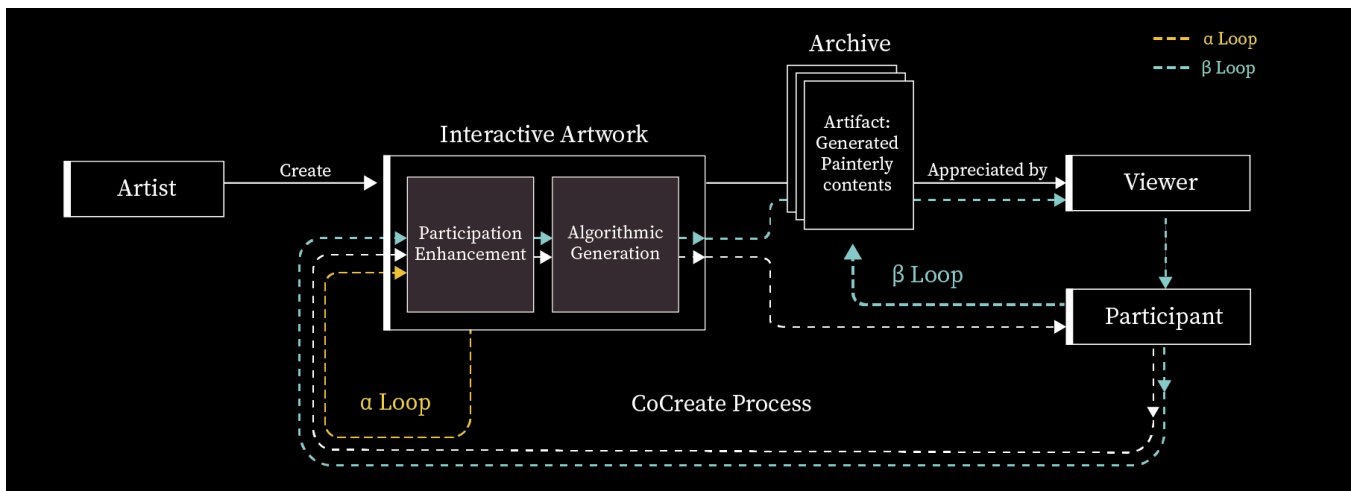 Archive
α Loop
β Loop
Interactive Artwork
Artist
Create
Participation
Enhancement
Algorithmic
Generation
Artifact:
Generated
Painterly
contents
Appreciated by
Viewer
β Loop
Participant
α Loop
CoCreate Process